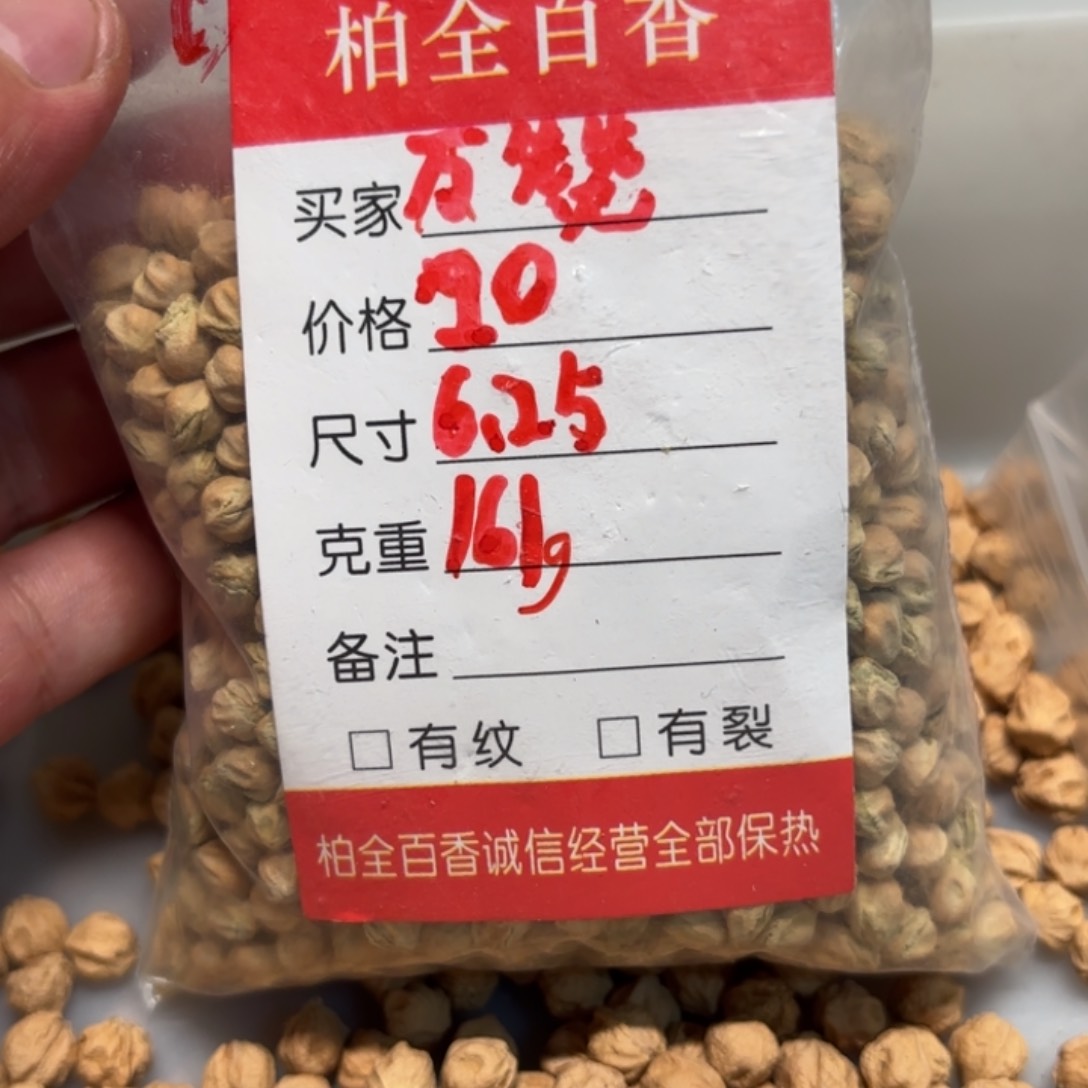 柏全百香
买家
价格 20
尺寸 6.25
克重 161g
备注
□ 有纹 □ 有裂
柏全百香诚信经营全部保热